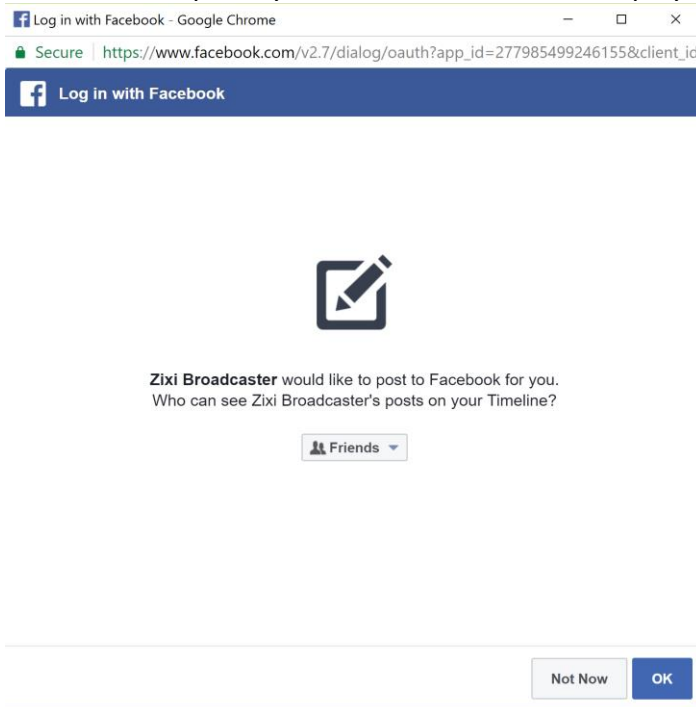 Log in with Facebook - Google Chrome
Secure https://www.facebook.com/v2.7/dialog/oauth?app_id=277985499246155&client_id
Log in with Facebook
Zixi Broadcaster would like to post to Facebook for you.
Who can see Zixi Broadcaster's posts on your Timeline?
Friends
Not Now OK